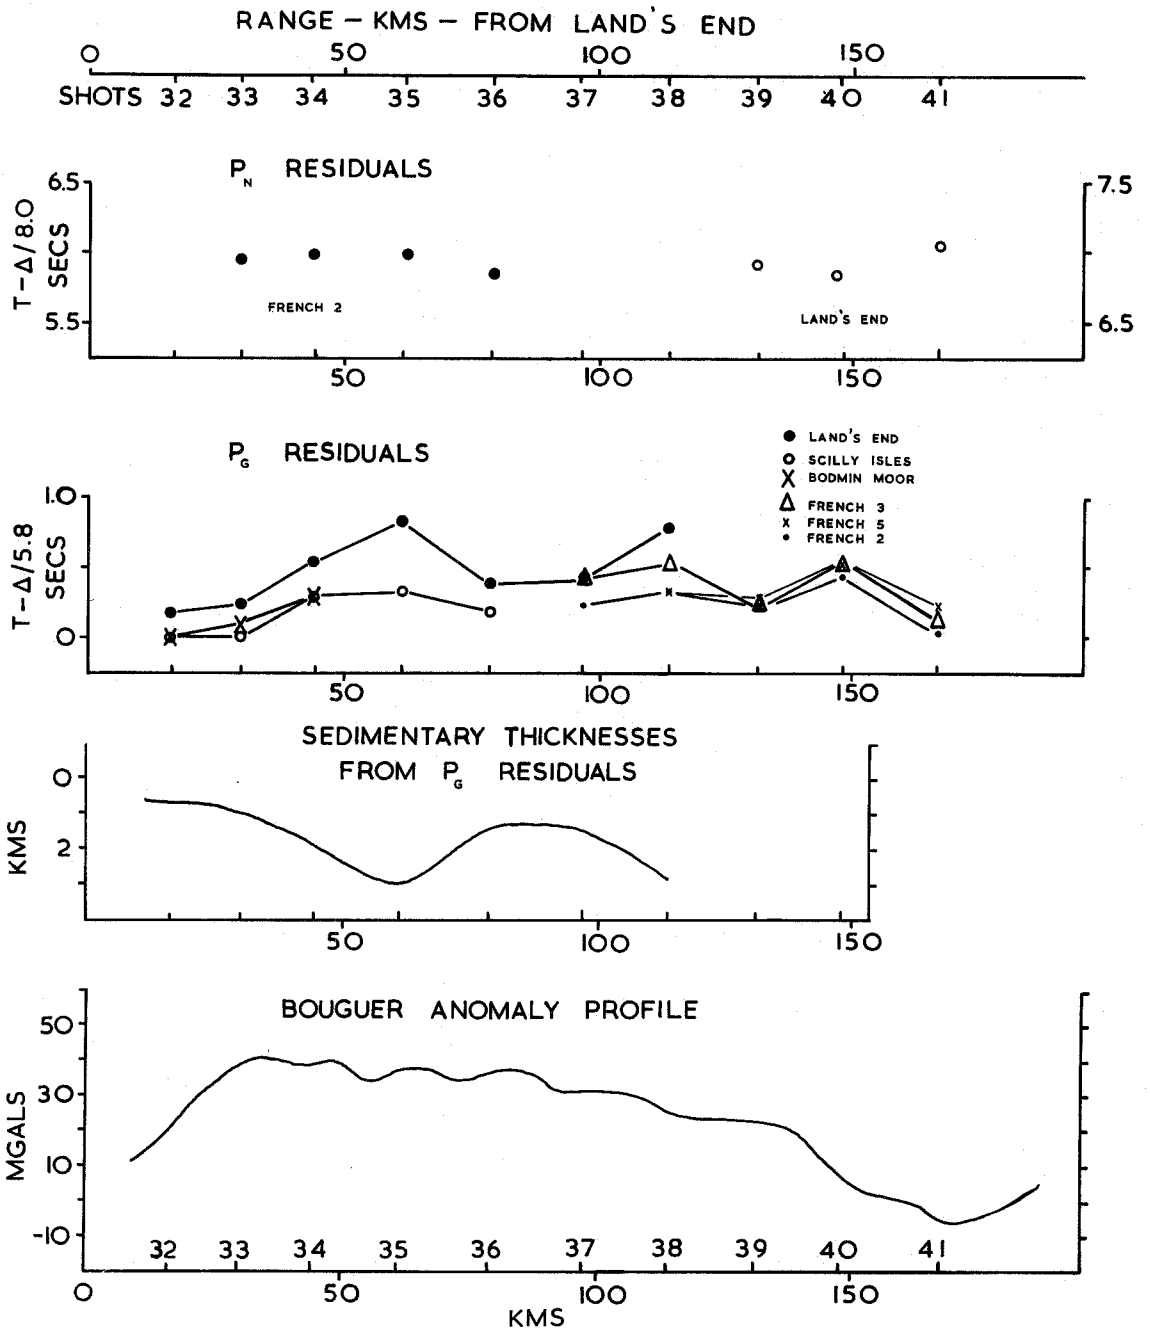 RANGE – KMS – FROM LAND'S END
0 50 100 150
SHOTS 32 33 34 35 36 37 38 39 40 41
P_N RESIDUALS
6.5 7.5
T-Δ/8.0
SECS
FRENCH 2
LAND'S END
5.5 6.5
50 100 150
P_G RESIDUALS
LAND'S END
SCILLY ISLES
BODMIN MOOR
FRENCH 3
FRENCH 5
FRENCH 2
1.0
T-Δ/5.8
SECS
0
50 100 150
SEDIMENTARY THICKNESSES
FROM P_G RESIDUALS
0
KMS
2
50 100 150
BOUGUER ANOMALY PROFILE
50
30
MGALS
10
-10
32 33 34 35 36 37 38 39 40 41
0 50 100 150
KMS